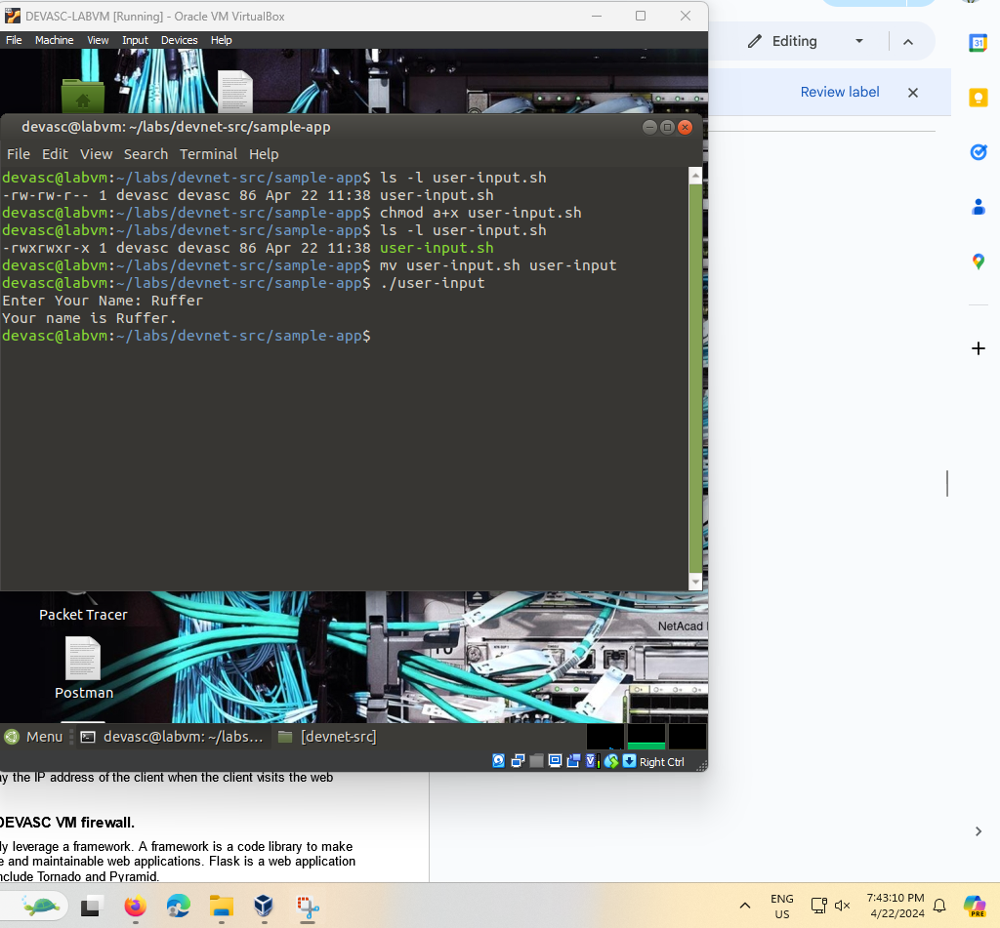 DEVASC-LABVM [Running] - Oracle VM VirtualBox
File Machine View Input Devices Help
Editing
31
Review label
devasc@labvm: ~/labs/devnet-src/sample-app
File Edit View Search Terminal Help
devasc@labvm:~/labs/devnet-src/sample-app$ ls -l user-input.sh
-rw-rw-r-- 1 devasc devasc 86 Apr 22 11:38 user-input.sh
devasc@labvm:~/labs/devnet-src/sample-app$ chmod a+x user-input.sh
devasc@labvm:~/labs/devnet-src/sample-app$ ls -l user-input.sh
-rwxrwxr-x 1 devasc devasc 86 Apr 22 11:38 user-input.sh
devasc@labvm:~/labs/devnet-src/sample-app$ mv user-input.sh user-input
devasc@labvm:~/labs/devnet-src/sample-app$ ./user-input
Enter Your Name: Ruffer
Your name is Ruffer.
devasc@labvm:~/labs/devnet-src/sample-app$
Packet Tracer
NetAcad
Postman
Menu devasc@labvm: ~/labs... [devnet-src]
Right Ctrl
the IP address of the client when the client visits the web
DEVASC VM firewall.
leverage a framework. A framework is a code library to make
and maintainable web applications. Flask is a web application
include Tornado and Pyramid.
ENG
US
7:43:10 PM
4/22/2024
PRE